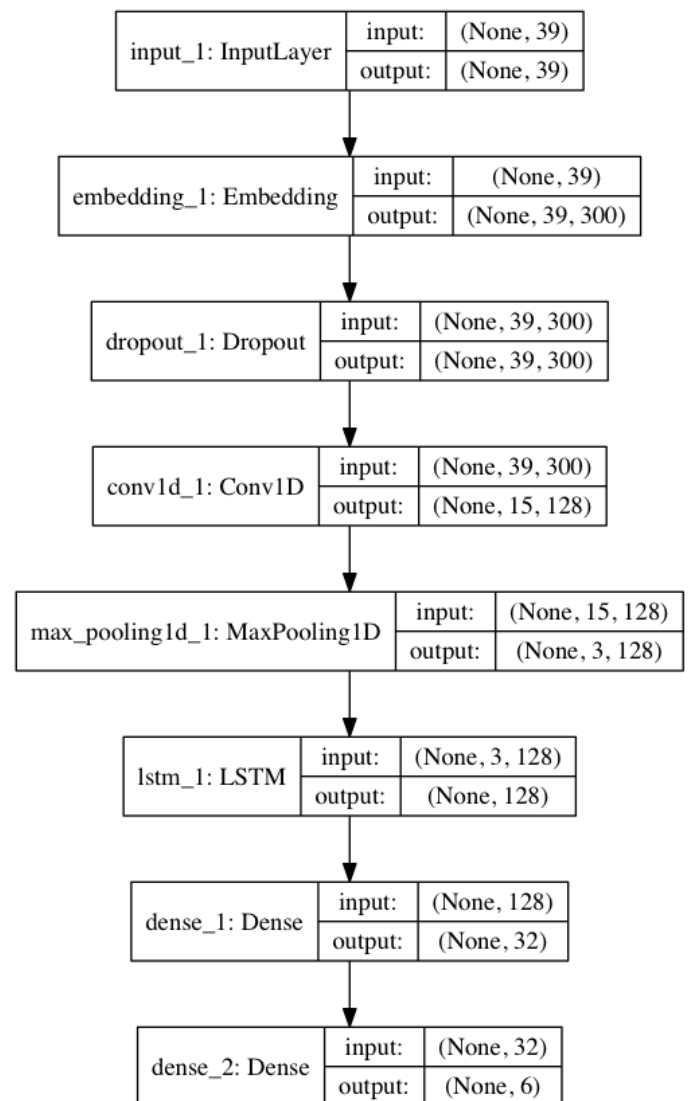 input_1: InputLayer
input: (None, 39)
output: (None, 39)
embedding_1: Embedding
input: (None, 39)
output: (None, 39, 300)
dropout_1: Dropout
input: (None, 39, 300)
output: (None, 39, 300)
conv1d_1: Conv1D
input: (None, 39, 300)
output: (None, 15, 128)
max_pooling1d_1: MaxPooling1D
input: (None, 15, 128)
output: (None, 3, 128)
lstm_1: LSTM
input: (None, 3, 128)
output: (None, 128)
dense_1: Dense
input: (None, 128)
output: (None, 32)
dense_2: Dense
input: (None, 32)
output: (None, 6)